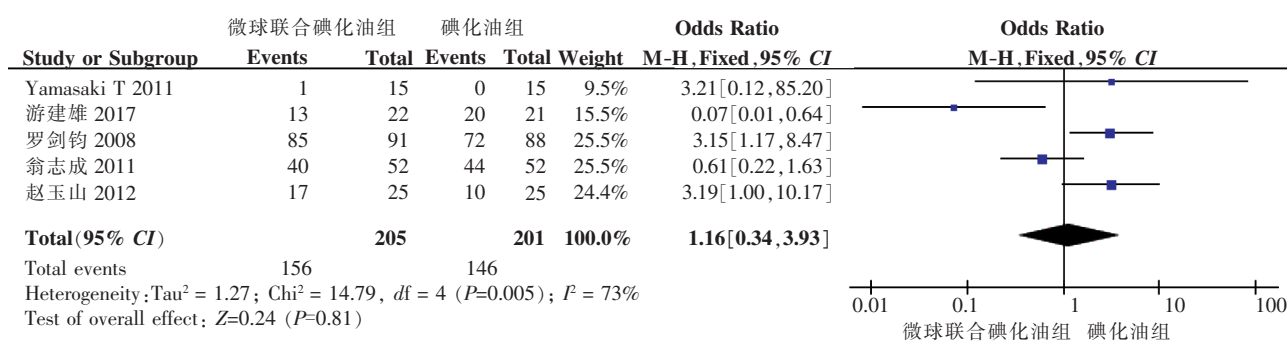 微球联合碘化油组 碘化油组 Odds Ratio Odds Ratio
Study or Subgroup Events Total Events Total Weight M-H,Fixed,95% CI M-H,Fixed,95% CI
Yamasaki T 2011 1 15 0 15 9.5% 3.21[0.12,85.20]
游建雄 2017 13 22 20 21 15.5% 0.07[0.01,0.64]
罗剑钧 2008 85 91 72 88 25.5% 3.15[1.17,8.47]
翁志成 2011 40 52 44 52 25.5% 0.61[0.22,1.63]
赵玉山 2012 17 25 10 25 24.4% 3.19[1.00,10.17]
Total(95% CI) 205 201 100.0% 1.16[0.34,3.93]
Total events 156 146
Heterogeneity:Tau² = 1.27; Chi² = 14.79, df = 4 (P=0.005); I² = 73%
Test of overall effect: Z=0.24 (P=0.81)
0.01 0.1 1 10 100
微球联合碘化油组 碘化油组